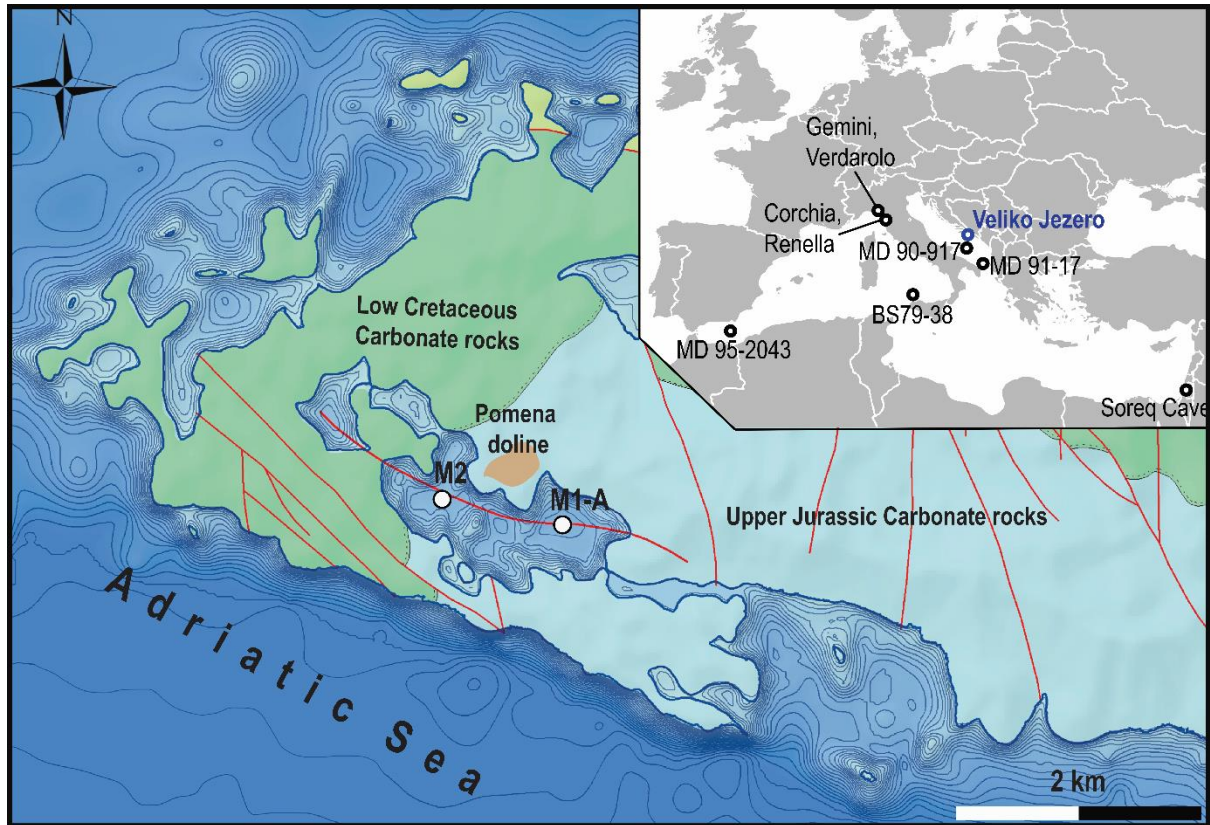 N
Gemini,
Verdarolo
Corchia,
Renella
Veliko Jezero
MD 90-917
MD 91-17
BS79-38
MD 95-2043
Soreq Cave
Low Cretaceous
Carbonate rocks
Pomena
doline
M2
M1-A
Upper Jurassic Carbonate rocks
Adriatic Sea
2 km